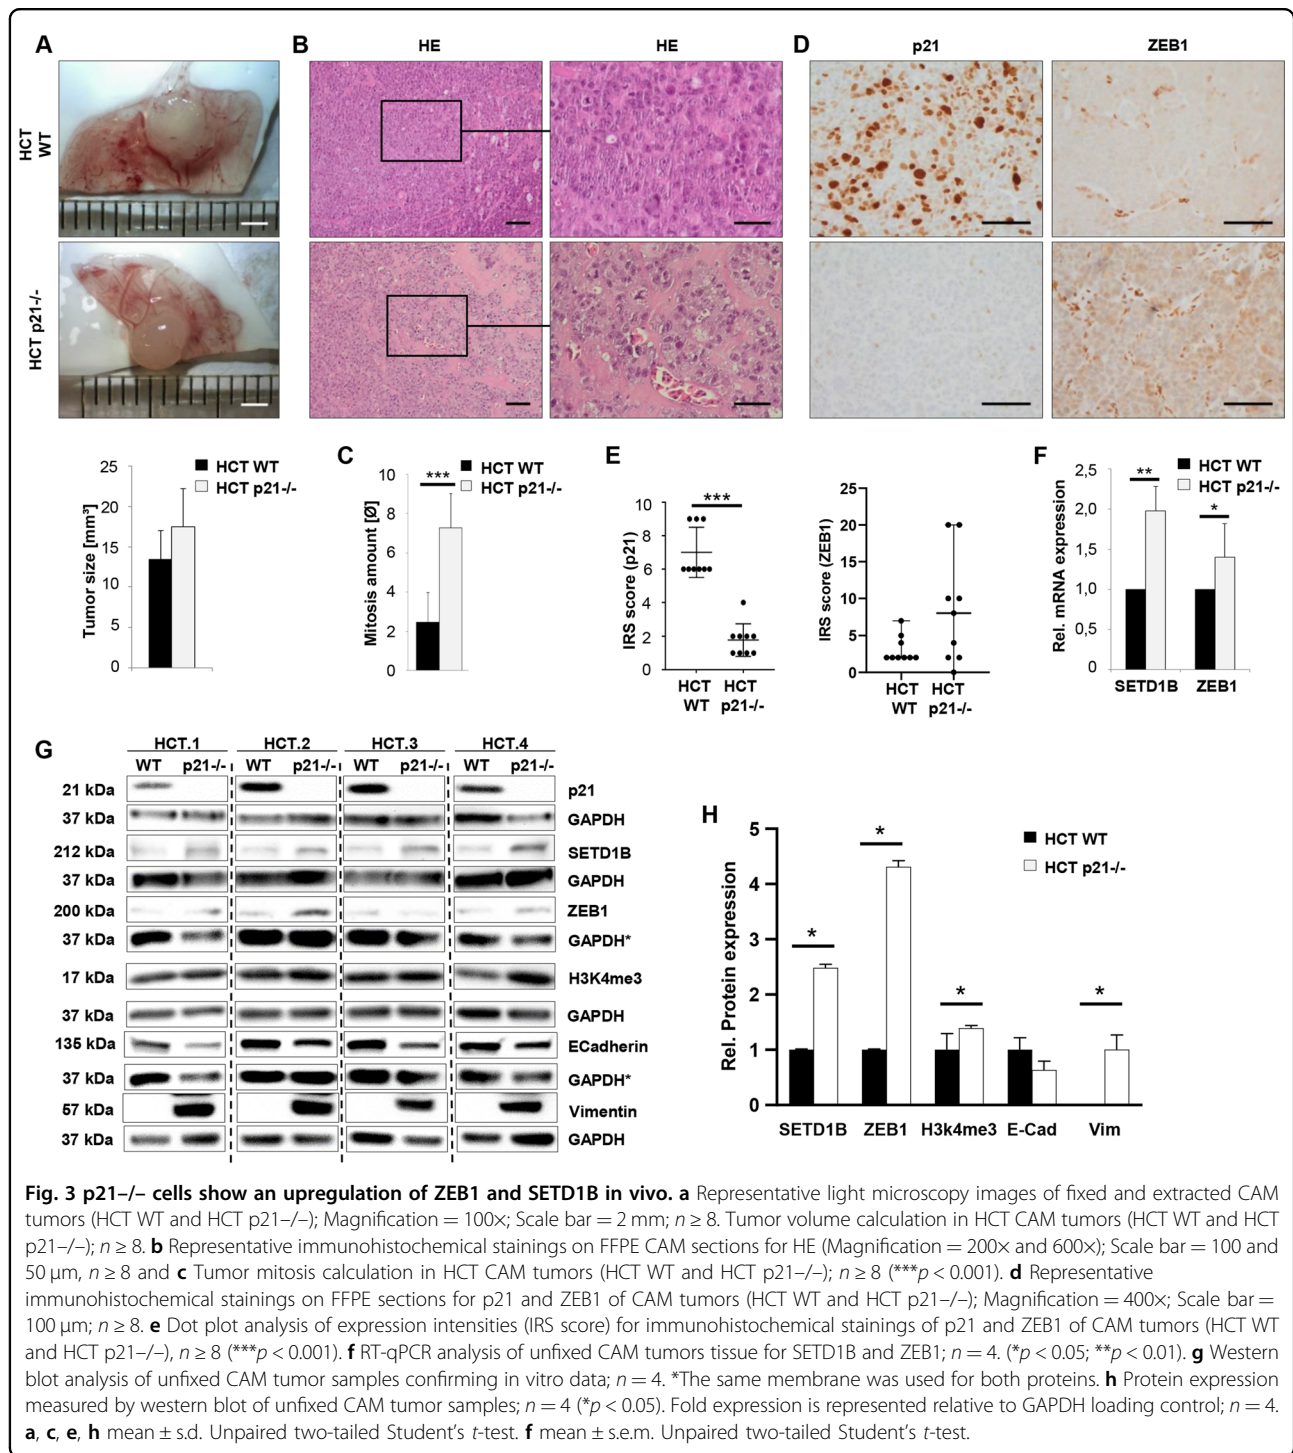 A
B
HE
HE
D
p21
ZEB1
HCT
WT
HCT p21-/-
HCT WT
HCT p21-/-
Tumor size [mm³]
25
20
15
10
5
0
C
HCT WT
HCT p21-/-
Mitosis amount [Ø]
10
8
6
4
2
0
***
E
IRS score (p21)
10
8
6
4
2
0
***
HCT
WT
HCT
p21-/-
IRS score (ZEB1)
25
20
15
10
5
0
HCT
WT
HCT
p21-/-
F
HCT WT
HCT p21-/-
Rel. mRNA expression
2,5
2
1,5
1,0
0,5
0
**
*
SETD1B
ZEB1
G
HCT.1 HCT.2 HCT.3 HCT.4
WT p21-/- WT p21-/- WT p21-/- WT p21-/-
21 kDa p21
37 kDa GAPDH
212 kDa SETD1B
37 kDa GAPDH
200 kDa ZEB1
37 kDa GAPDH*
17 kDa H3K4me3
37 kDa GAPDH
135 kDa ECadherin
37 kDa GAPDH*
57 kDa Vimentin
37 kDa GAPDH
H
HCT WT
HCT p21-/-
Rel. Protein expression
5
4
3
2
1
0
*
*
*
*
SETD1B ZEB1 H3k4me3 E-Cad Vim
Fig. 3 p21–/– cells show an upregulation of ZEB1 and SETD1B in vivo. a Representative light microscopy images of fixed and extracted CAM
tumors (HCT WT and HCT p21–/–); Magnification = 100×; Scale bar = 2 mm; n ≥ 8. Tumor volume calculation in HCT CAM tumors (HCT WT and HCT
p21–/–); n ≥ 8. b Representative immunohistochemical stainings on FFPE CAM sections for HE (Magnification = 200× and 600×); Scale bar = 100 and
50 μm, n ≥ 8 and c Tumor mitosis calculation in HCT CAM tumors (HCT WT and HCT p21–/–); n ≥ 8 (***p < 0.001). d Representative
immunohistochemical stainings on FFPE sections for p21 and ZEB1 of CAM tumors (HCT WT and HCT p21–/–); Magnification = 400×; Scale bar =
100 μm; n ≥ 8. e Dot plot analysis of expression intensities (IRS score) for immunohistochemical stainings of p21 and ZEB1 of CAM tumors (HCT WT
and HCT p21–/–), n ≥ 8 (***p < 0.001). f RT-qPCR analysis of unfixed CAM tumors tissue for SETD1B and ZEB1; n = 4. (*p < 0.05; **p < 0.01). g Western
blot analysis of unfixed CAM tumor samples confirming in vitro data; n = 4. *The same membrane was used for both proteins. h Protein expression
measured by western blot of unfixed CAM tumor samples; n = 4 (*p < 0.05). Fold expression is represented relative to GAPDH loading control; n = 4.
a, c, e, h mean ± s.d. Unpaired two-tailed Student's t-test. f mean ± s.e.m. Unpaired two-tailed Student's t-test.